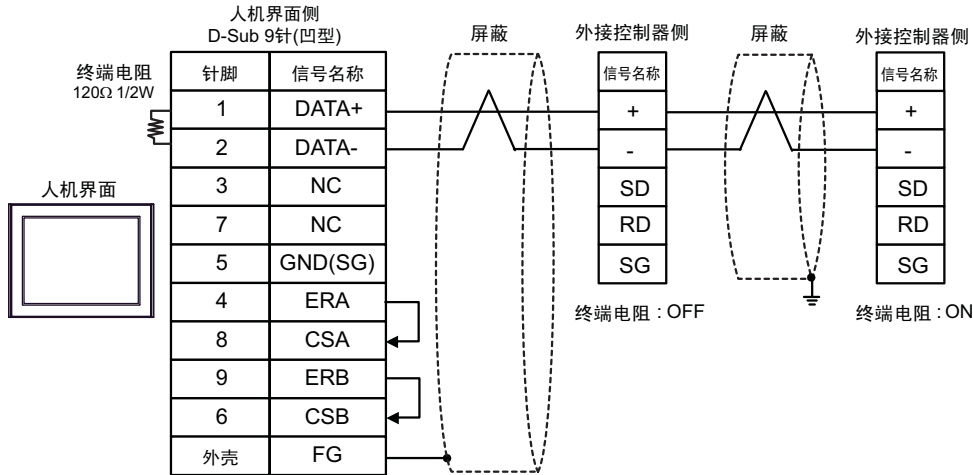 人机界面侧
D-Sub 9针(凹型)
屏蔽
外接控制器侧
屏蔽
外接控制器侧
终端电阻
120Ω 1/2W
针脚 信号名称
信号名称
信号名称
1 DATA+
+
+
2 DATA-
-
-
人机界面
3 NC
SD
SD
7 NC
RD
RD
5 GND(SG)
SG
SG
4 ERA
终端电阻 : OFF
终端电阻 : ON
8 CSA
9 ERB
6 CSB
外壳 FG